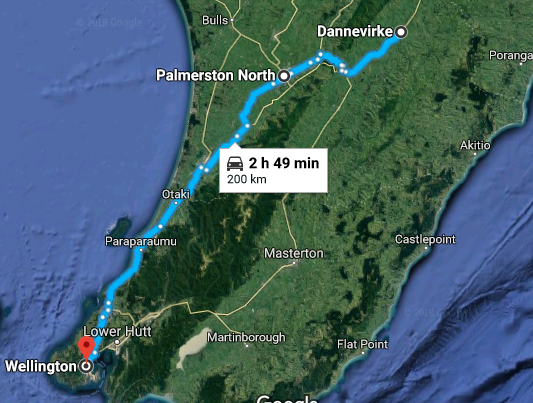 Bulls
Dannevirke
Poranga
Palmerston North
Akitio
2 h 49 min
200 km
Otaki
Paraparaumu
Castlepoint
Masterton
Lower Hutt
Martinborough
Flat Point
Wellington
Google